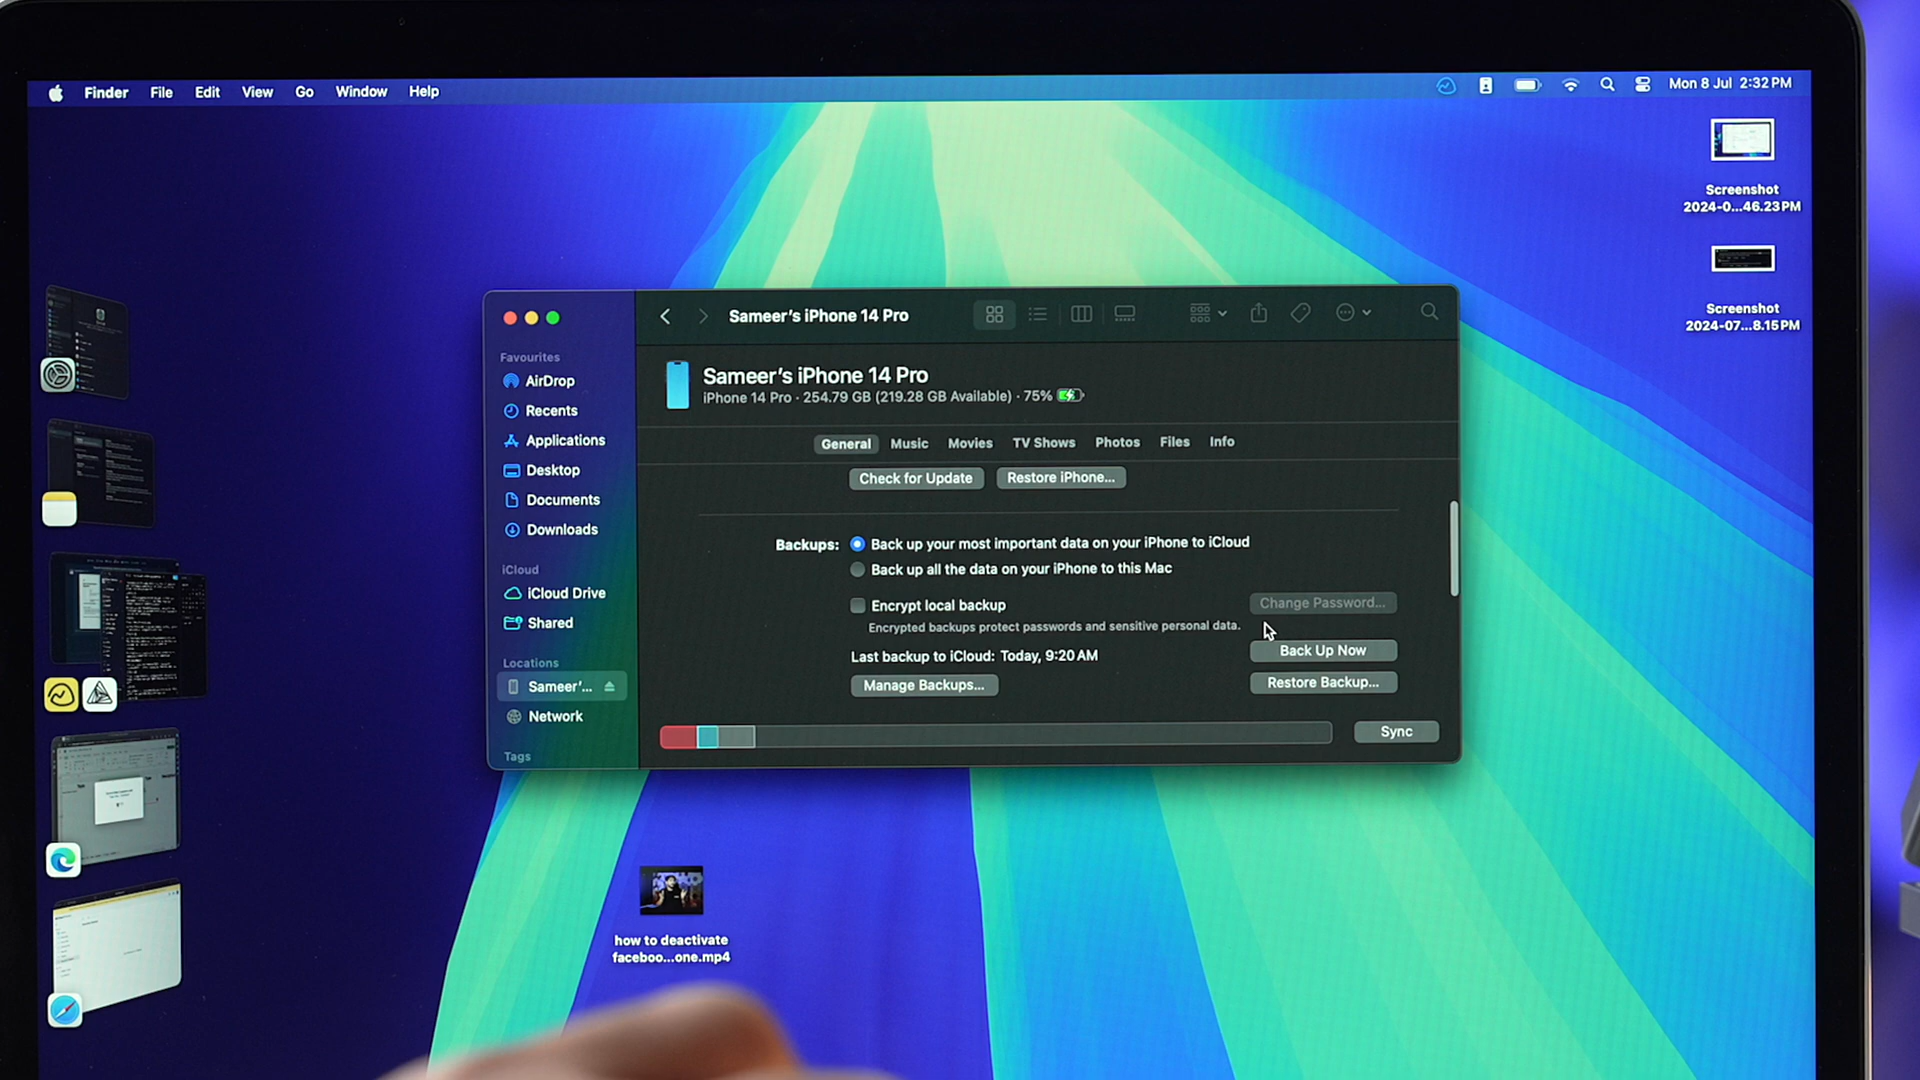 Finder File Edit View Go Window Help
Mon 8 Jul 2:32 PM
Screenshot
2024-0...46.23 PM
Screenshot
2024-07...8.15 PM
Sameer's iPhone 14 Pro
Favourites
AirDrop
Recents
Applications
Desktop
Documents
Downloads
iCloud
iCloud Drive
Shared
Locations
Sameer'...
Network
Tags
Sameer's iPhone 14 Pro
iPhone 14 Pro · 254.79 GB (219.28 GB Available) · 75%
General Music Movies TV Shows Photos Files Info
Check for Update Restore iPhone...
Backups: Back up your most important data on your iPhone to iCloud
Back up all the data on your iPhone to this Mac
Encrypt local backup Change Password...
Encrypted backups protect passwords and sensitive personal data.
Last backup to iCloud: Today, 9:20 AM Back Up Now
Manage Backups... Restore Backup...
Sync
how to deactivate
faceboo...one.mp4